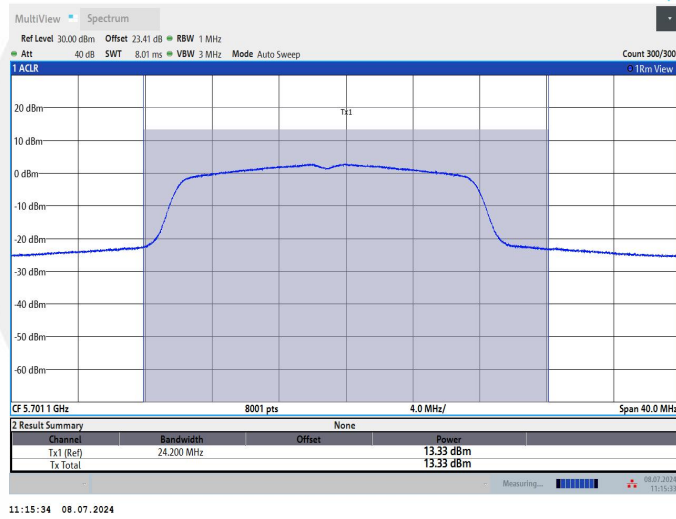 MultiView Spectrum
Ref Level 30.00 dBm Offset 23.41 dB RBW 1 MHz
Att 40 dB SWT 8.01 ms VBW 3 MHz Mode Auto Sweep Count 300/300
1 ACLR 1Rm View
Tx1
20 dBm
10 dBm
0 dBm
-10 dBm
-20 dBm
-30 dBm
-40 dBm
-50 dBm
-60 dBm
CF 5.701 1 GHz 8001 pts 4.0 MHz/ Span 40.0 MHz
2 Result Summary None
Channel Bandwidth Offset Power
Tx1 (Ref) 24.200 MHz 13.33 dBm
Tx Total 13.33 dBm
Measuring... 08.07.2024
11:15:33
11:15:34 08.07.2024